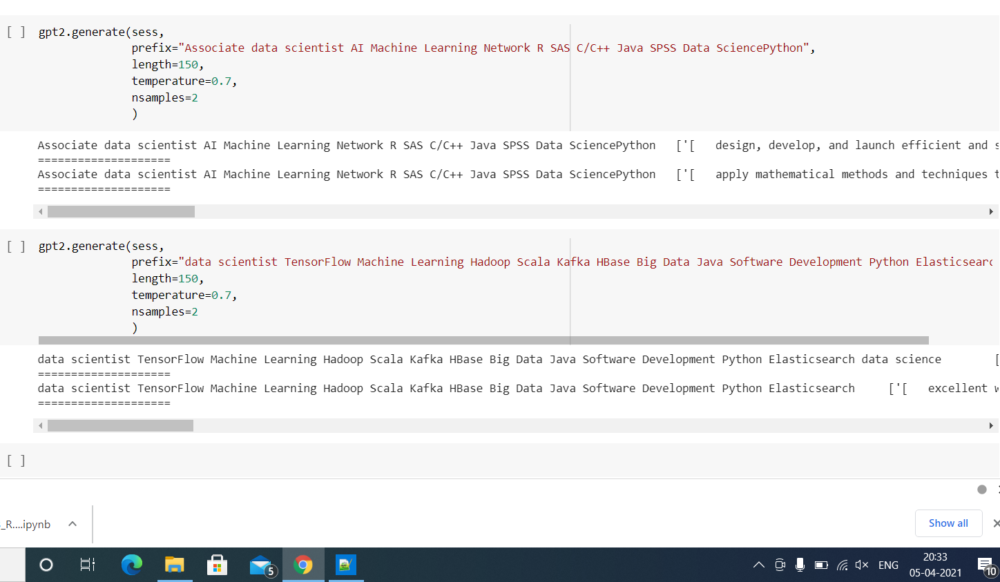 [ ] gpt2.generate(sess,
prefix="Associate data scientist AI Machine Learning Network R SAS C/C++ Java SPSS Data SciencePython",
length=150,
temperature=0.7,
nsamples=2
)
Associate data scientist AI Machine Learning Network R SAS C/C++ Java SPSS Data SciencePython ['[ design, develop, and launch efficient and s
====================
Associate data scientist AI Machine Learning Network R SAS C/C++ Java SPSS Data SciencePython ['[ apply mathematical methods and techniques t
====================
[ ] gpt2.generate(sess,
prefix="data scientist TensorFlow Machine Learning Hadoop Scala Kafka HBase Big Data Java Software Development Python Elasticsearc
length=150,
temperature=0.7,
nsamples=2
)
data scientist TensorFlow Machine Learning Hadoop Scala Kafka HBase Big Data Java Software Development Python Elasticsearch data science [
====================
data scientist TensorFlow Machine Learning Hadoop Scala Kafka HBase Big Data Java Software Development Python Elasticsearch ['[ excellent w
====================
[ ]
_R....ipynb
Show all
5
ENG
20:33
05-04-2021
10